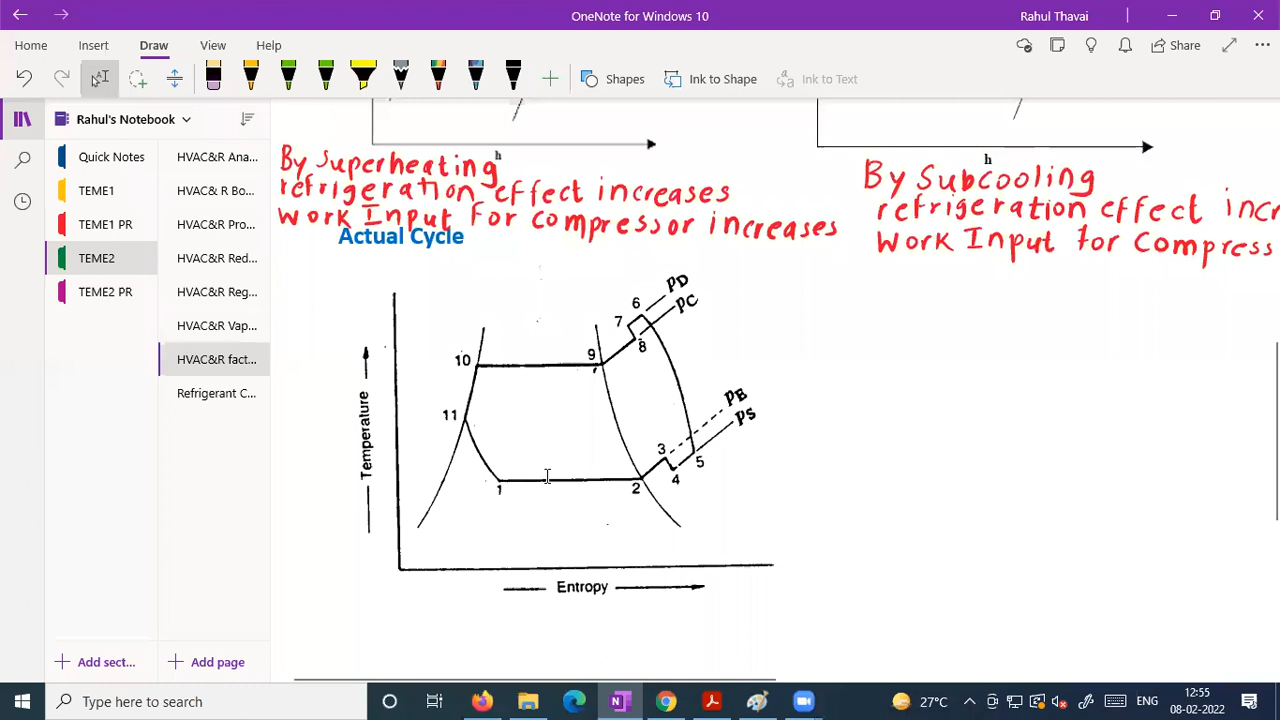 OneNote for Windows 10
Rahul Thavai
Home Insert Draw View Help
Share
Shapes
Ink to Shape
Ink to Text
Rahul's Notebook
Quick Notes
TEME1
TEME1 PR
TEME2
TEME2 PR
HVAC&R Ana...
HVAC& R Bo...
HVAC&R Pro...
HVAC&R Red...
HVAC&R Reg...
HVAC&R Vap...
HVAC&R fact...
Refrigerant C...
Add sect...
Add page
h
By Superheating
refrigeration effect increases
Work Input for compressor increases
h
By Subcooling
refrigeration effect incr
Work Input for Compress
Actual Cycle
PD
PC
6
7
8
9
10
11
PE
PS
3
5
4
2
1
Temperature
Entropy
Type here to search
27°C
ENG
12:55
08-02-2022